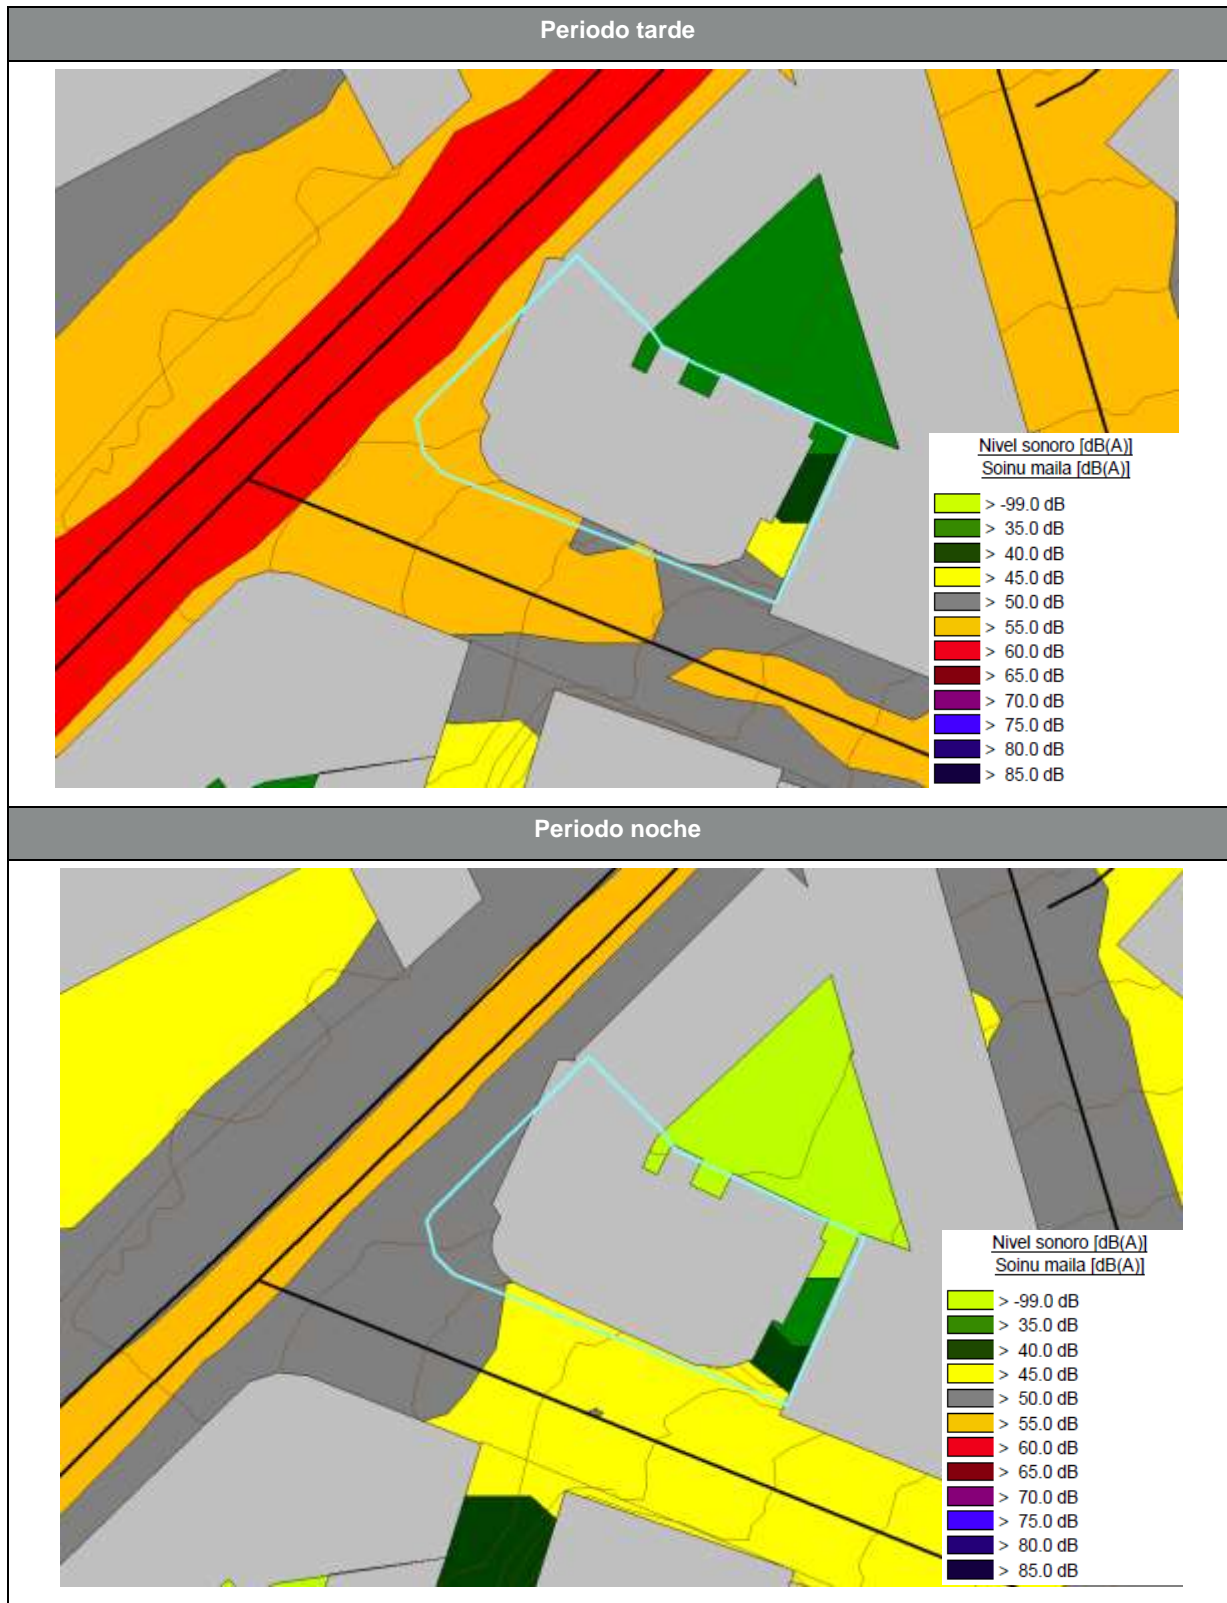 Periodo tarde
Nivel sonoro [dB(A)]
Soinu maila [dB(A)]
> -99.0 dB
> 35.0 dB
> 40.0 dB
> 45.0 dB
> 50.0 dB
> 55.0 dB
> 60.0 dB
> 65.0 dB
> 70.0 dB
> 75.0 dB
> 80.0 dB
> 85.0 dB
Periodo noche
Nivel sonoro [dB(A)]
Soinu maila [dB(A)]
> -99.0 dB
> 35.0 dB
> 40.0 dB
> 45.0 dB
> 50.0 dB
> 55.0 dB
> 60.0 dB
> 65.0 dB
> 70.0 dB
> 75.0 dB
> 80.0 dB
> 85.0 dB